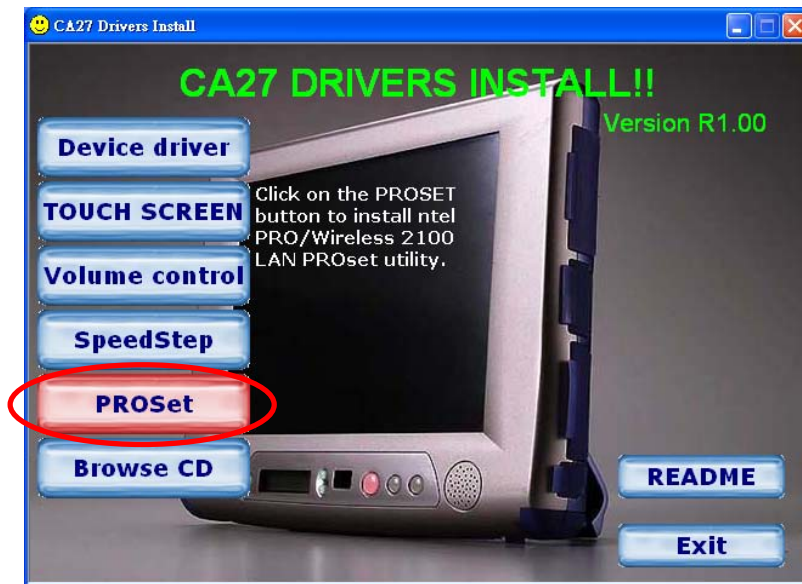 CA27 Drivers Install
CA27 DRIVERS INSTALL!!
Version R1.00
Device driver
TOUCH SCREEN
Volume control
SpeedStep
PROSet
Browse CD
Click on the PROSET
button to install ntel
PRO/Wireless 2100
LAN PROset utility.
README
Exit